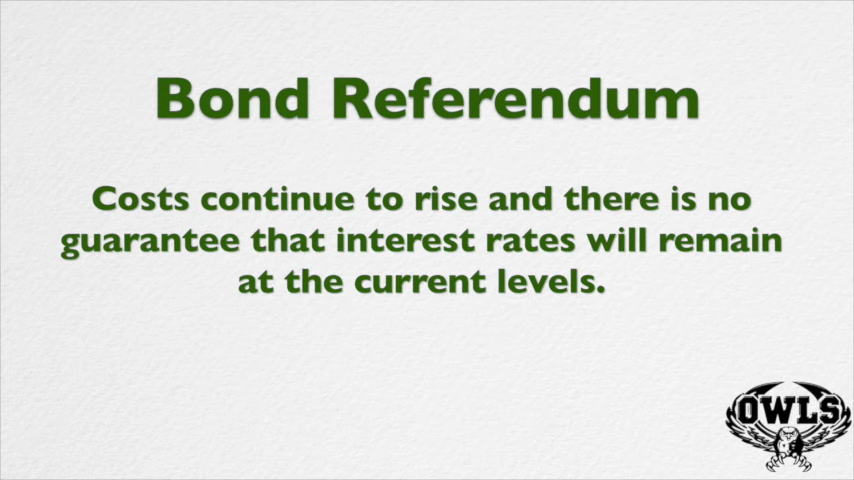 Bond Referendum
Costs continue to rise and there is no
guarantee that interest rates will remain
at the current levels.
OWLS